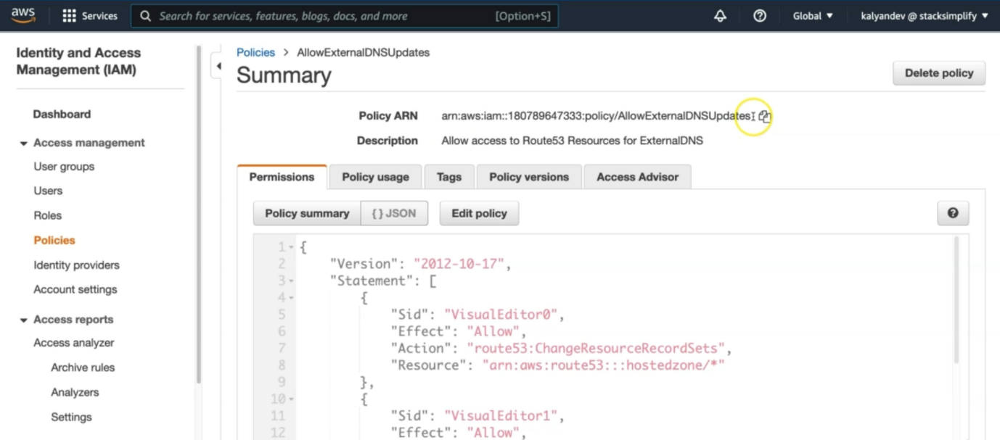 aws Services Search for services, features, blogs, docs, and more [Option+S] Global ▼ kalyandev @ stacksimplify ▼
Identity and Access
Management (IAM)
Dashboard
Access management
User groups
Users
Roles
Policies
Identity providers
Account settings
Access reports
Access analyzer
Archive rules
Analyzers
Settings
Policies > AllowExternalDNSUpdates
Summary
Delete policy
Policy ARN arn:aws:iam::180789647333:policy/AllowExternalDNSUpdates
Description Allow access to Route53 Resources for ExternalDNS
Permissions Policy usage Tags Policy versions Access Advisor
Policy summary {} JSON Edit policy
1 {
2 "Version": "2012-10-17",
3 "Statement": [
4 {
5 "Sid": "VisualEditor0",
6 "Effect": "Allow",
7 "Action": "route53:ChangeResourceRecordSets",
8 "Resource": "arn:aws:route53:::hostedzone/*"
9 },
10 {
11 "Sid": "VisualEditor1",
12 "Effect": "Allow",